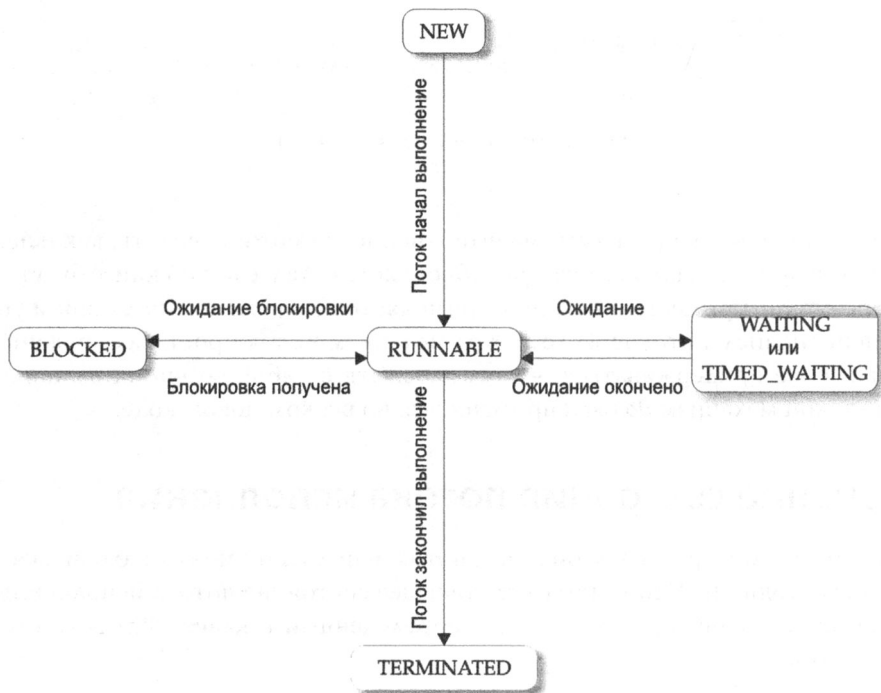 NEW
Поток начал выполнение
Ожидание блокировки
Ожидание
BLOCKED
RUNNABLE
WAITING
или
TIMED_WAITING
Блокировка получена
Ожидание окончено
Поток закончил выполнение
TERMINATED